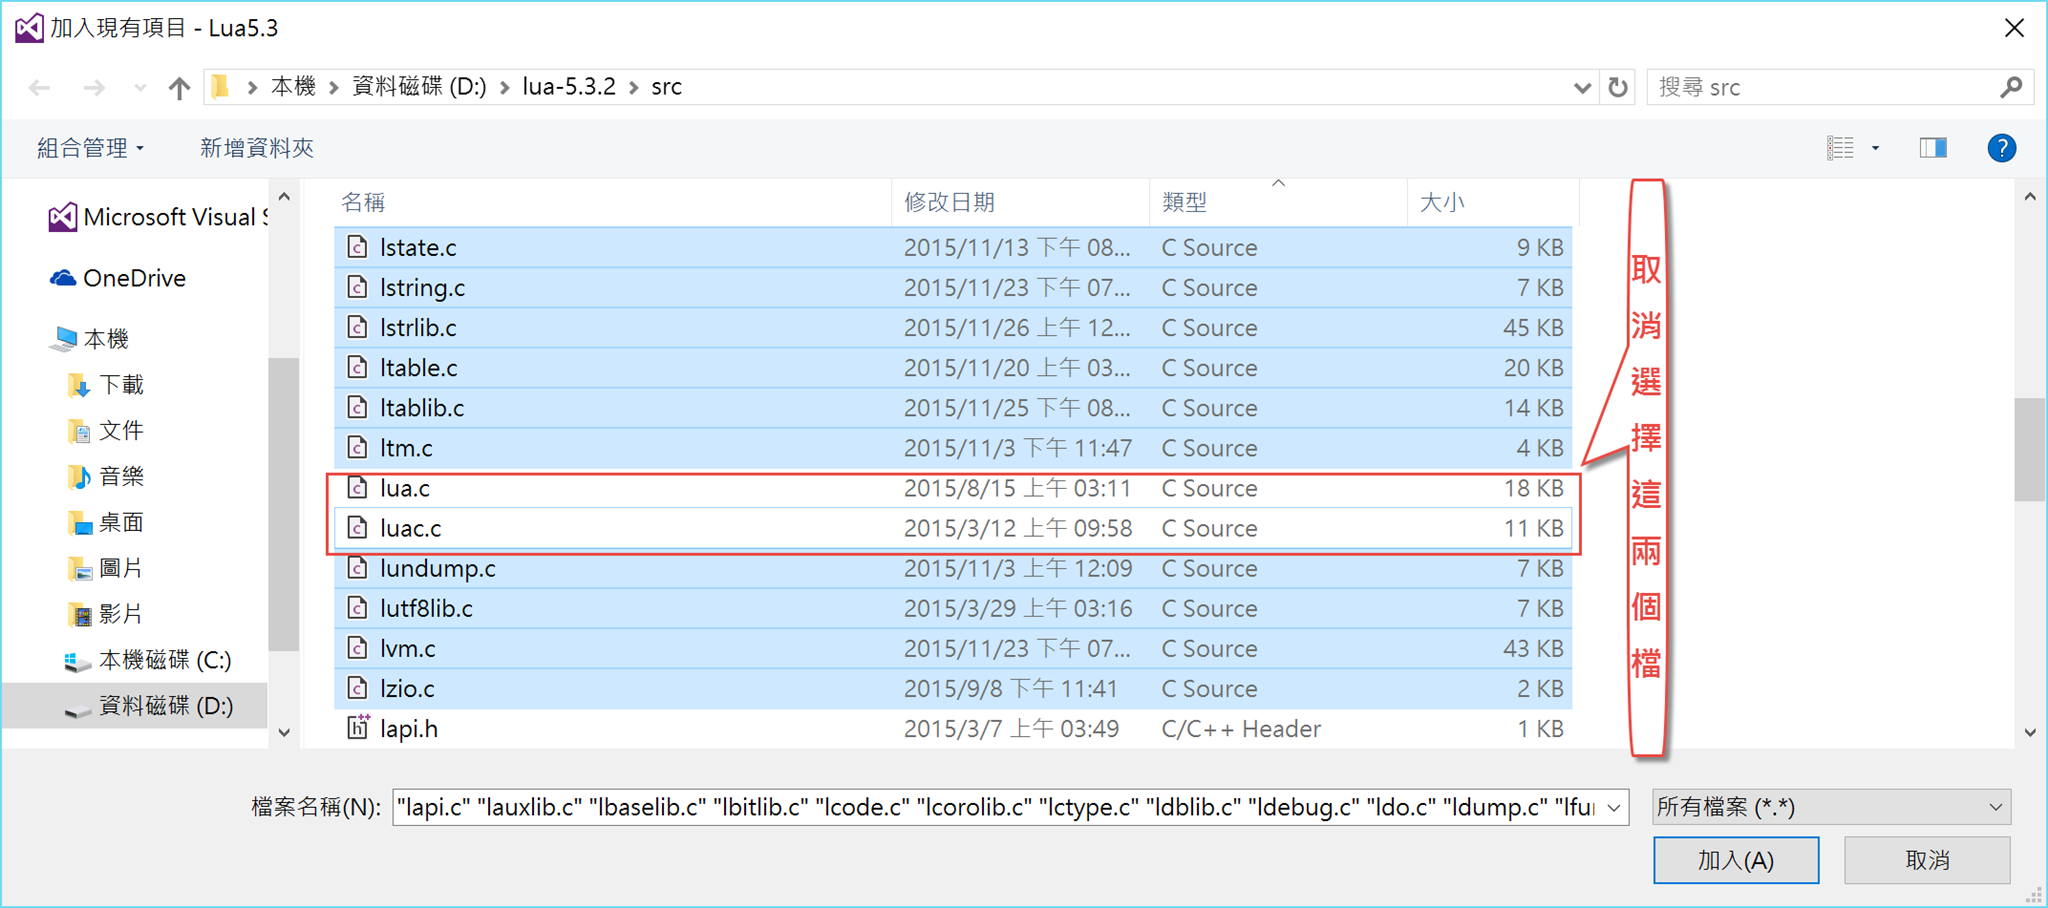 加入現有項目 - Lua5.3
本機 資料磁碟 (D:) lua-5.3.2 src
搜尋 src
組合管理 新增資料夾
?
Microsoft Visual S
OneDrive
本機
下載
文件
音樂
桌面
圖片
影片
本機磁碟 (C:)
資料磁碟 (D:)
名稱 修改日期 類型 大小
lstate.c 2015/11/13 下午 08... C Source 9 KB
lstring.c 2015/11/23 下午 07... C Source 7 KB
lstrlib.c 2015/11/26 上午 12... C Source 45 KB
ltable.c 2015/11/20 上午 03... C Source 20 KB
ltablib.c 2015/11/25 下午 08... C Source 14 KB
ltm.c 2015/11/3 下午 11:47 C Source 4 KB
lua.c 2015/8/15 上午 03:11 C Source 18 KB
luac.c 2015/3/12 上午 09:58 C Source 11 KB
lundump.c 2015/11/3 上午 12:09 C Source 7 KB
lutf8lib.c 2015/3/29 上午 03:16 C Source 7 KB
lvm.c 2015/11/23 下午 07... C Source 43 KB
lzio.c 2015/9/8 下午 11:41 C Source 2 KB
lapi.h 2015/3/7 上午 03:49 C/C++ Header 1 KB
取消選擇這兩個檔
檔案名稱(N): "lapi.c" "lauxlib.c" "lbaselib.c" "lbitlib.c" "lcode.c" "lcorolib.c" "lctype.c" "ldblib.c" "ldebug.c" "ldo.c" "ldump.c" "lfu
所有檔案 (*.*)
加入(A) 取消